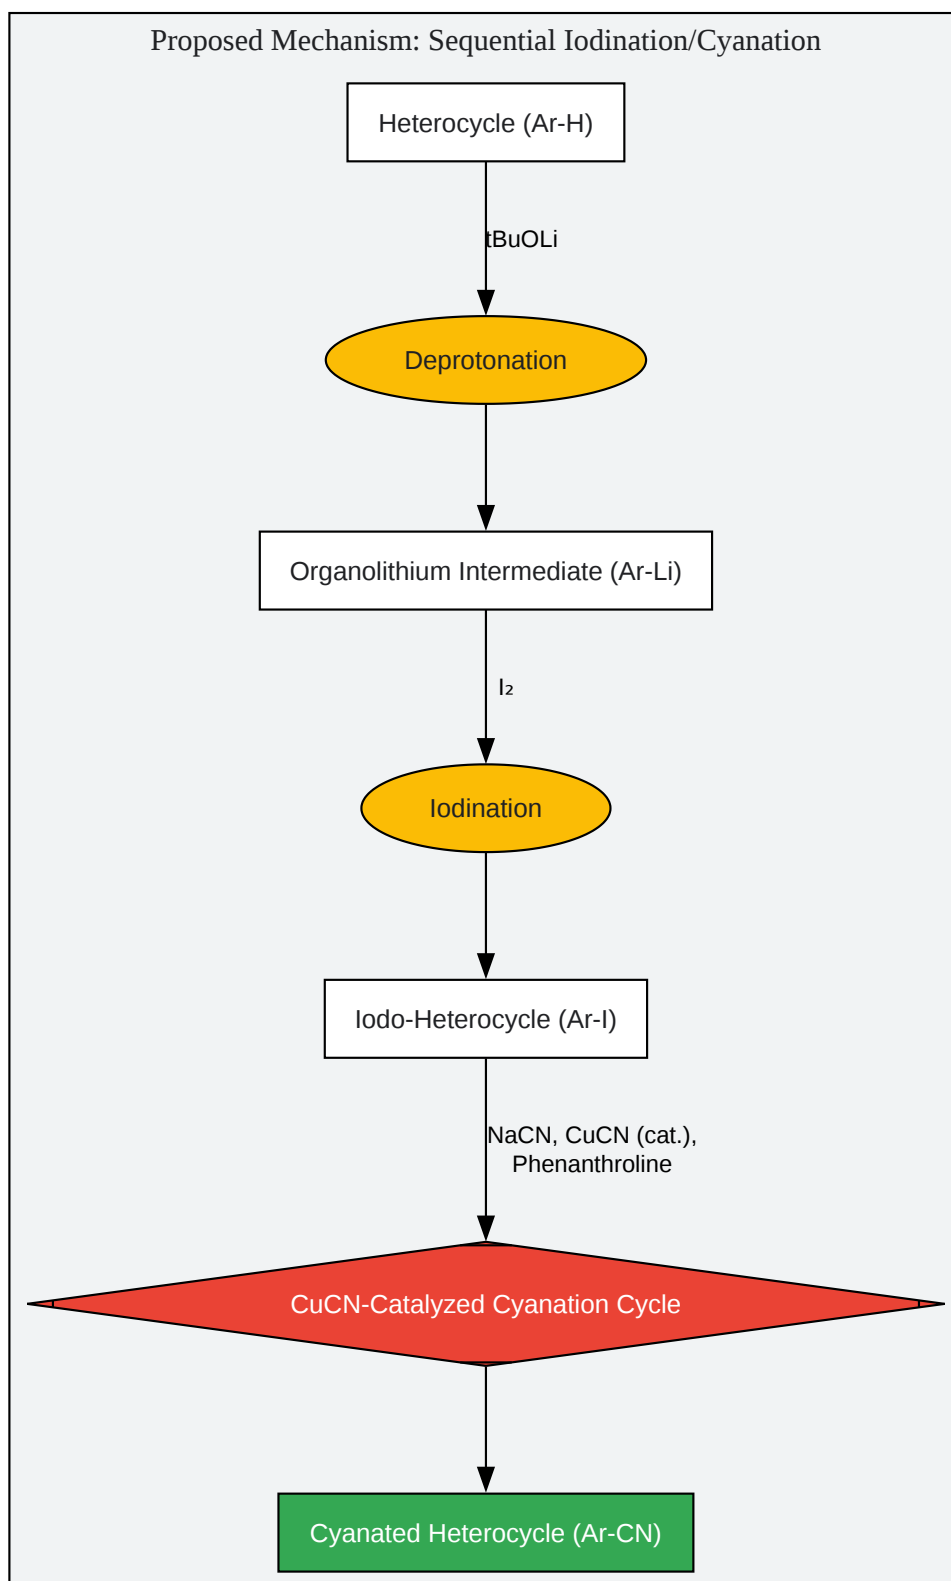 Proposed Mechanism: Sequential Iodination/Cyanation
Heterocycle (Ar-H)
tBuOLi
Deprotonation
Organolithium Intermediate (Ar-Li)
I₂
Iodination
Iodo-Heterocycle (Ar-I)
NaCN, CuCN (cat.),
Phenanthroline
CuCN-Catalyzed Cyanation Cycle
Cyanated Heterocycle (Ar-CN)